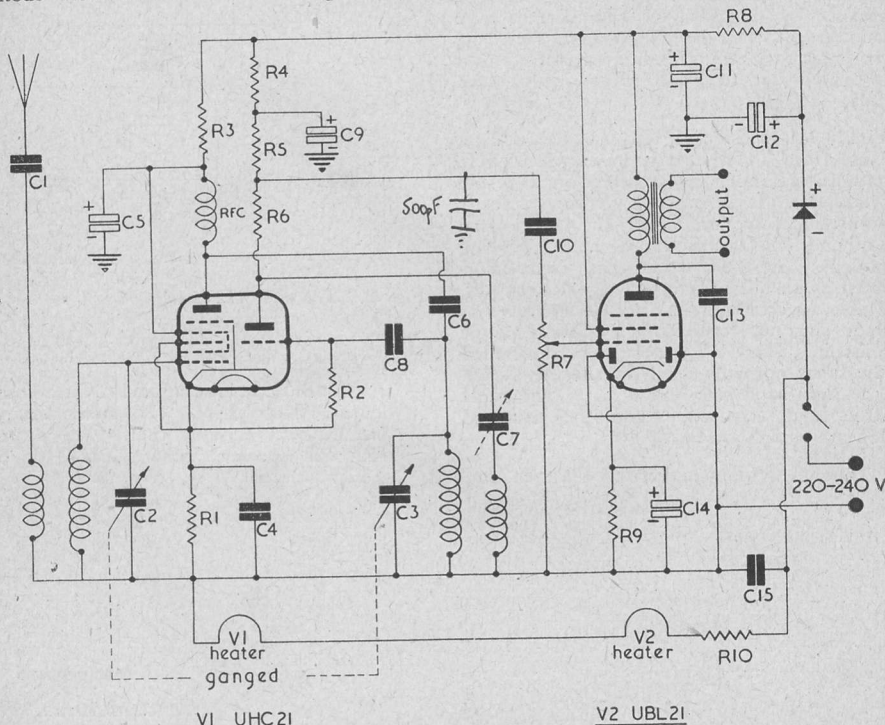 R8
R4
C11
R3
C9
C12
R5
C1
RFC
R6
500pF
C5
output
C10
C6
C13
R7
C8
R2
C7
C2
C3
220-240 V
R1
C4
C14
R9
C15
V1
heater
V2
heater
R10
ganged
V1 UHC21
V2 UBL21